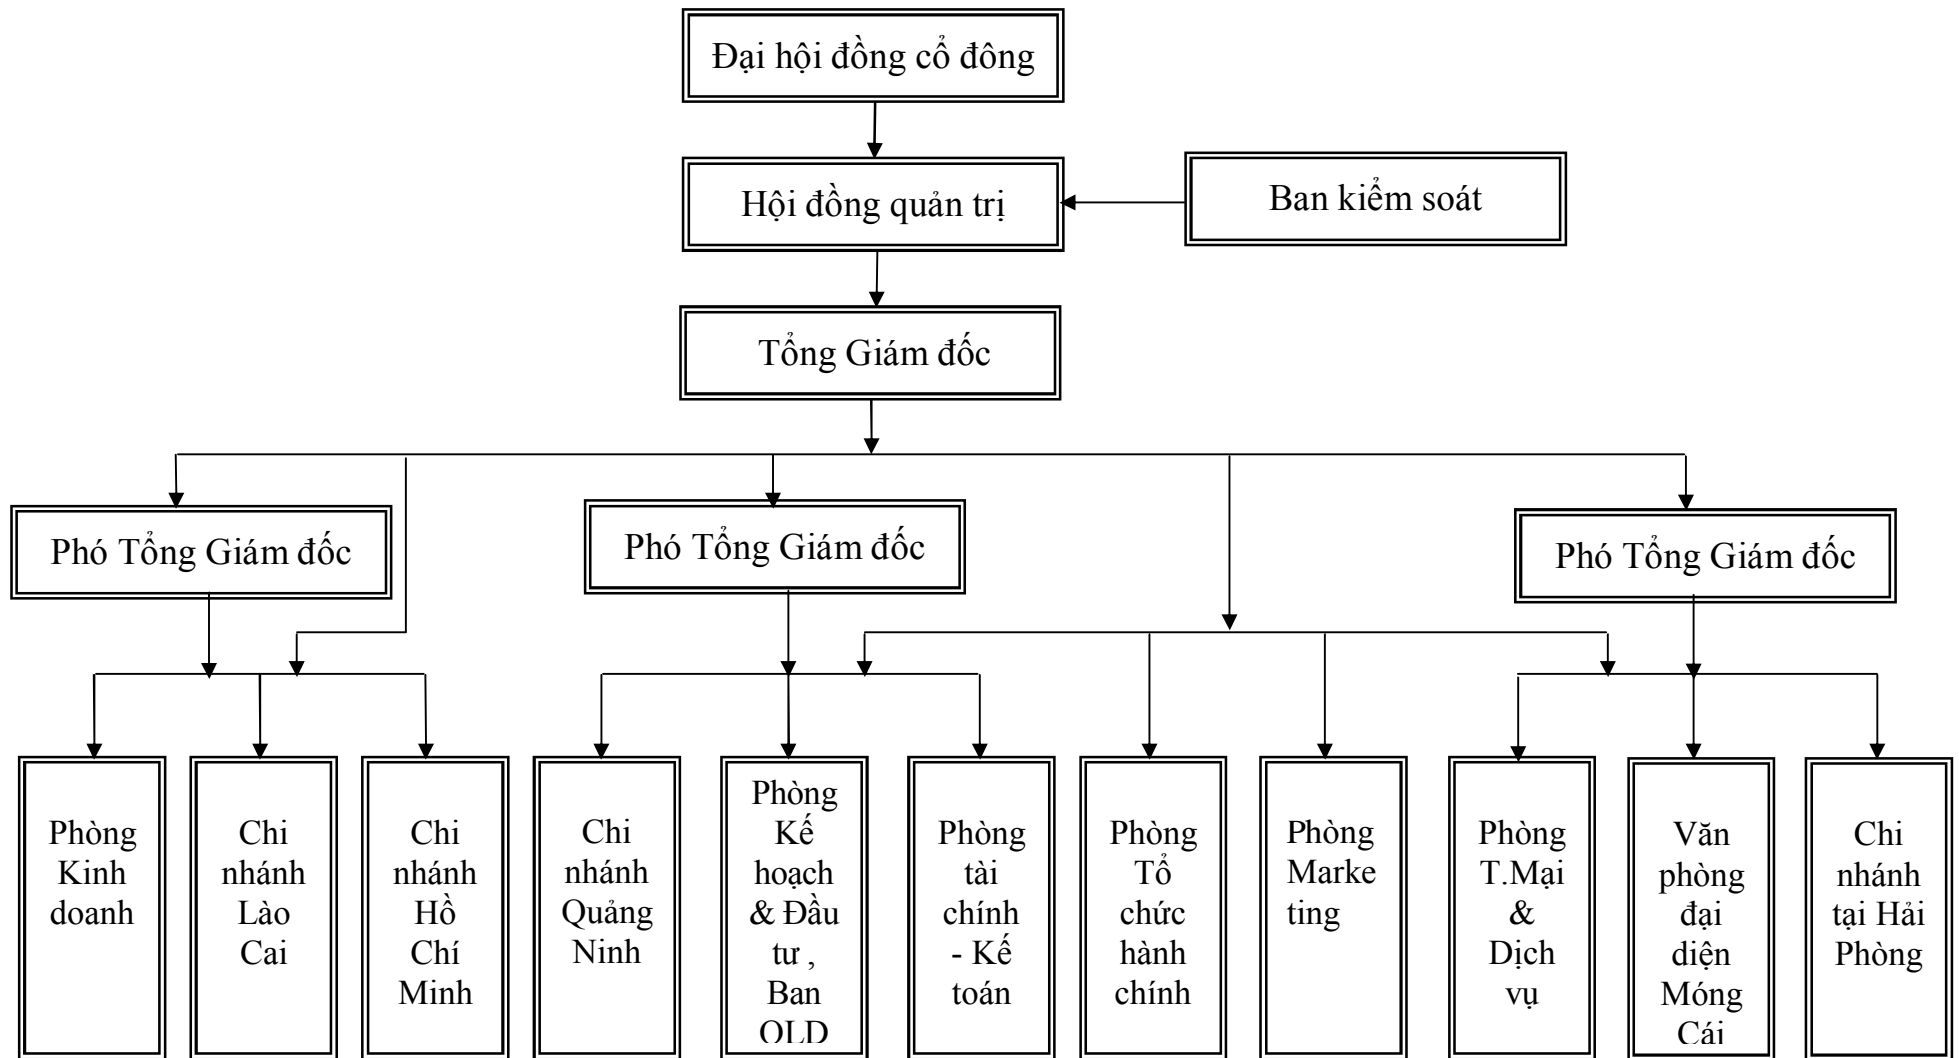 Đại hội đồng cổ đông
Hội đồng quản trị
Ban kiểm soát
Tổng Giám đốc
Phó Tổng Giám đốc
Phó Tổng Giám đốc
Phó Tổng Giám đốc
Phòng
Kinh
doanh
Chi
nhánh
Lào
Cai
Chi
nhánh
Hồ
Chí
Minh
Chi
nhánh
Quảng
Ninh
Phòng
Kế
hoạch
& Đầu
tư ,
Ban
QLD
Phòng
tài
chính
- Kế
toán
Phòng
Tổ
chức
hành
chính
Phòng
Marke
ting
Phòng
T.Mại
&
Dịch
vụ
Văn
phòng
đại
diện
Móng
Cái
Chi
nhánh
tại Hải
Phòng